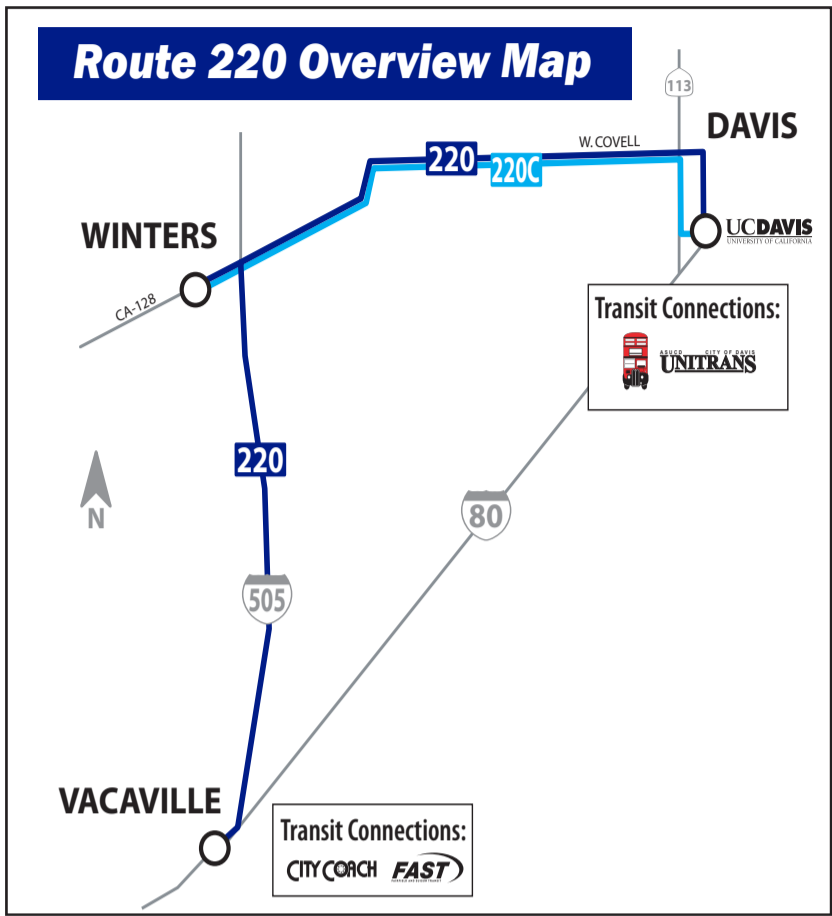 Route 220 Overview Map
113
DAVIS
W. COVELL
220
220C
UCDAVIS
UNIVERSITY OF CALIFORNIA
WINTERS
CA-128
Transit Connections:
ASUCD CITY OF DAVIS
UNITRANS
220
N
80
505
VACAVILLE
Transit Connections:
CITY COACH FAST